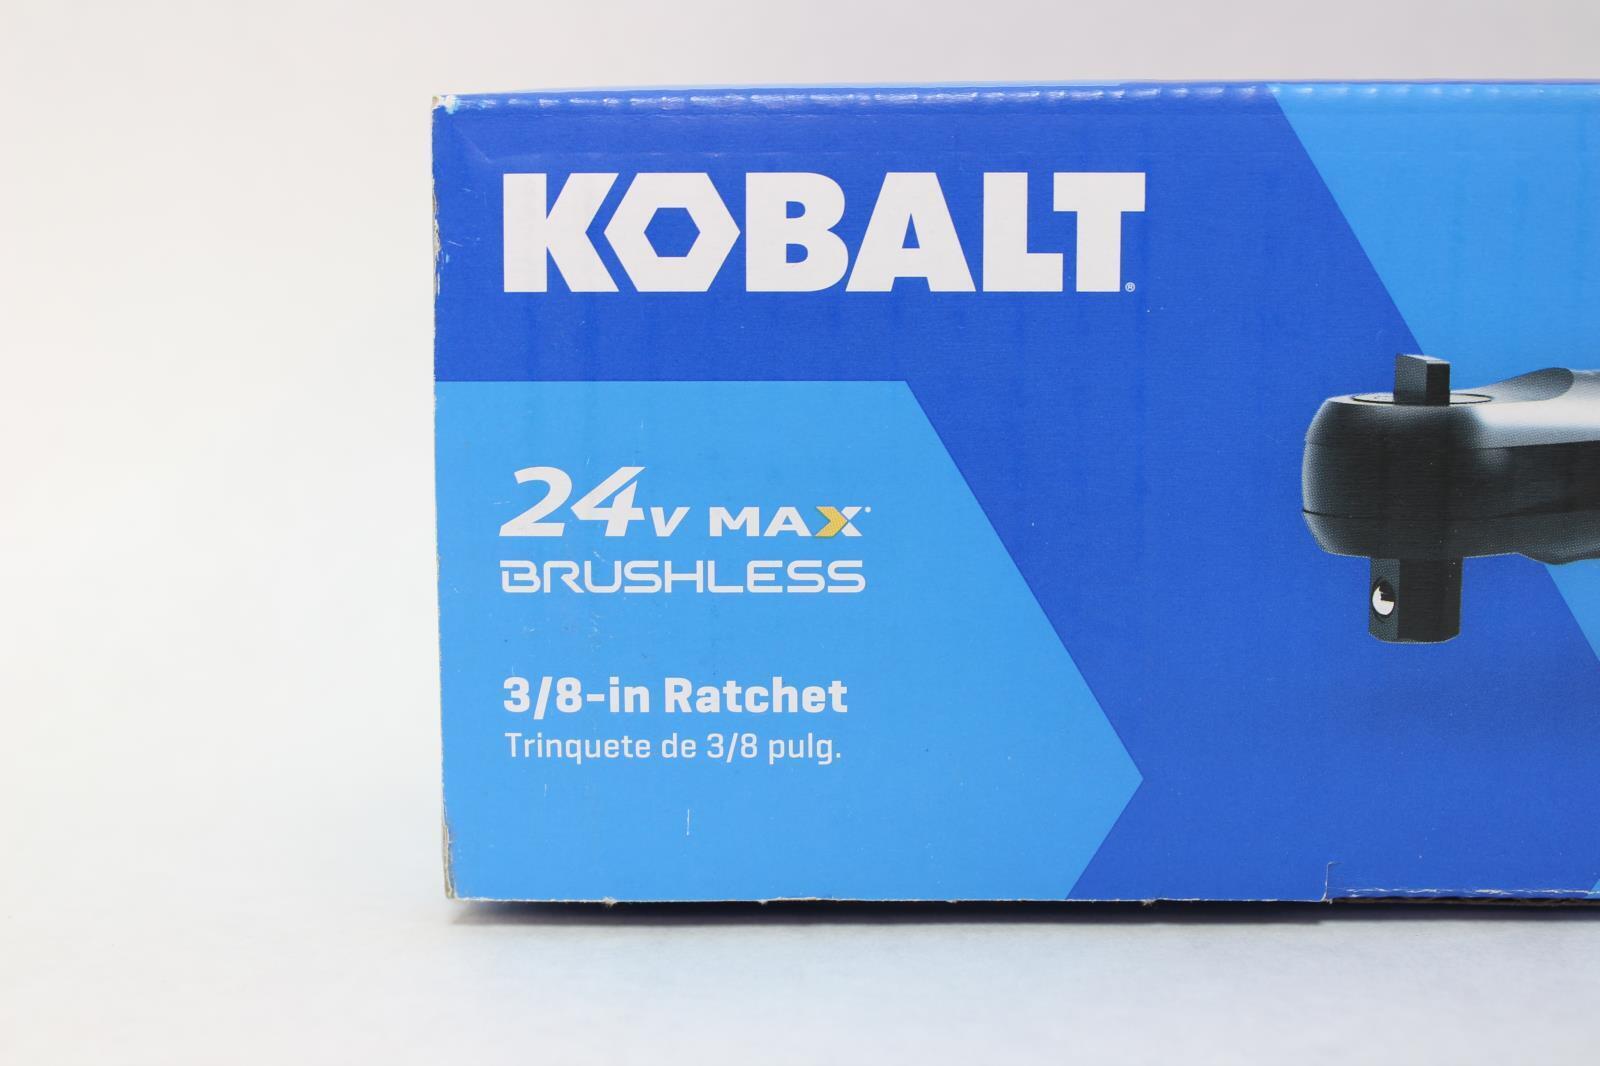 KOBALT®
24V MAX*
BRUSHLESS
3/8-in Ratchet
Trinquete de 3/8 pulg.